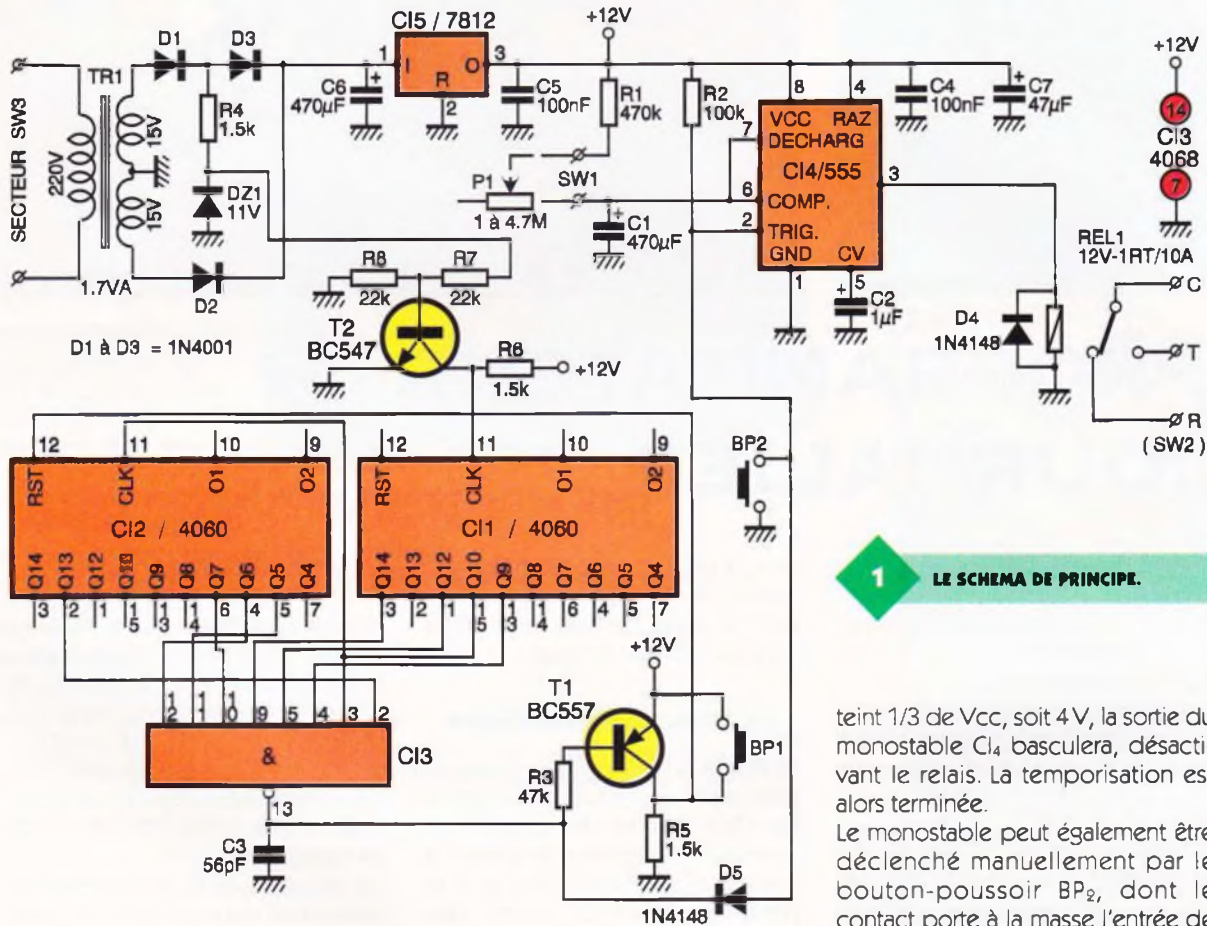 SECTEUR SW3
220V
TR1
1.7VA
15V
15V
D1
D3
D2
D1 à D3 = 1N4001
R4
1.5k
DZ1
11V
C6
470µF
+
CI5 / 7812
1
I
R
O
3
2
C5
100nF
+12V
R1
470k
R2
100k
P1
1 à 4.7M
SW1
C1
470µF
+
8
4
VCC RAZ
7
DECHARG
CI4/555
6
COMP.
2
TRIG.
GND CV
1
5
3
+
C2
1µF
C4
100nF
+
C7
47µF
+12V
14
CI3
4068
7
REL1
12V-1RT/10A
D4
1N4148
C
T
R
( SW2 )
R8
22k
R7
22k
T2
BC547
R6
1.5k
+12V
12
11
10
9
RST
CLK
O1
O2
CI2 / 4060
Q14
Q13
Q12
Q10
Q9
Q8
Q7
Q6
Q5
Q4
3
2
1
15
13
14
6
4
5
7
12
11
10
9
RST
CLK
O1
O2
CI1 / 4060
Q14
Q13
Q12
Q10
Q9
Q8
Q7
Q6
Q5
Q4
3
2
1
15
13
14
6
4
5
7
BP2
12
11
10
9
5
4
3
2
&
CI3
13
C3
56pF
+12V
T1
BC557
R3
47k
BP1
R5
1.5k
D5
1N4148
1
LE SCHEMA DE PRINCIPE.
teint 1/3 de Vcc, soit 4 V, la sortie du
monostable CI4 basculera, désacti
vant le relais. La temporisation es
alors terminée.
Le monostable peut également être
déclenché manuellement par le
bouton-poussoir BP2, dont le
contact porte à la masse l'entrée de